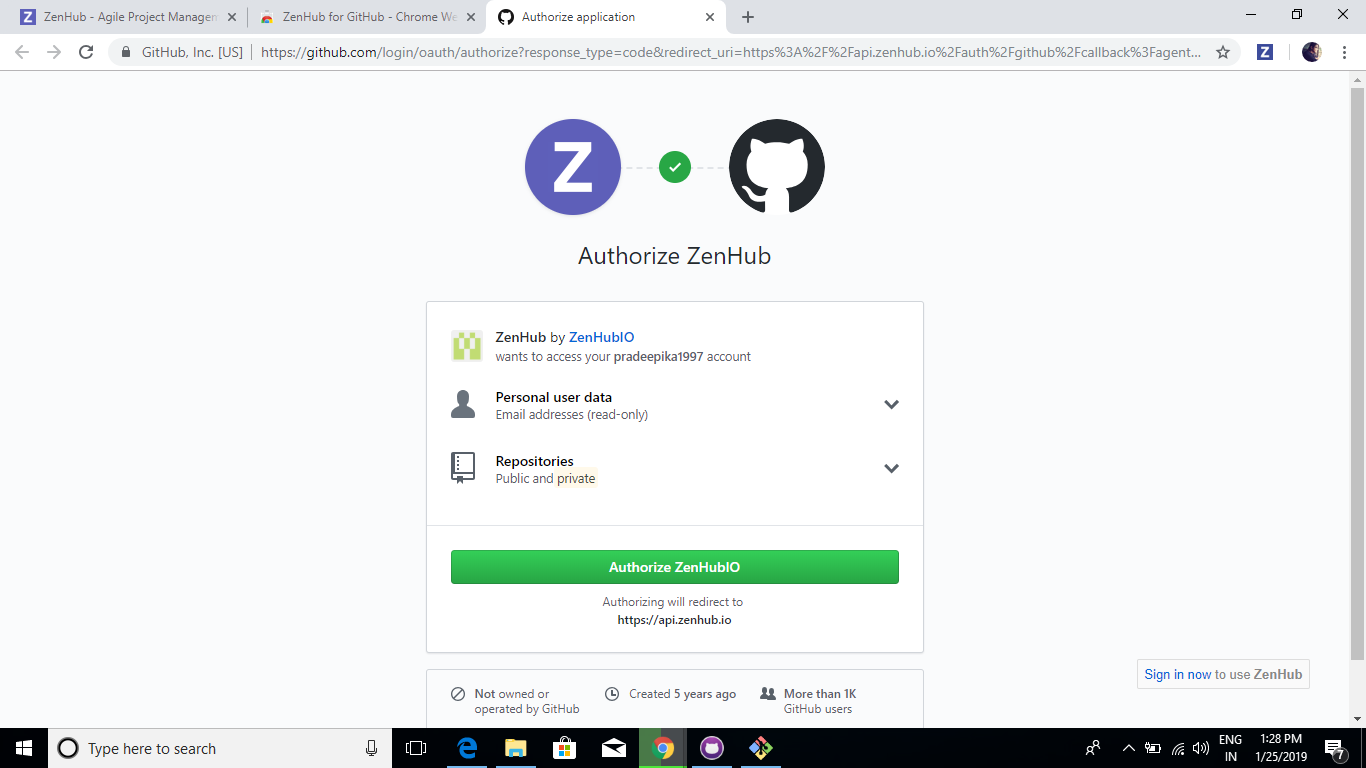 ZenHub - Agile Project Managem
ZenHub for GitHub - Chrome We
Authorize application
GitHub, Inc. [US]
https://github.com/login/oauth/authorize?response_type=code&redirect_uri=https%3A%2F%2Fapi.zenhub.io%2Fauth%2Fgithub%2Fcallback%3Fagent...
Z
Authorize ZenHub
ZenHub by ZenHubIO
wants to access your pradeepika1997 account
Personal user data
Email addresses (read-only)
Repositories
Public and private
Authorize ZenHubIO
Authorizing will redirect to
https://api.zenhub.io
Sign in now to use ZenHub
Not owned or
operated by GitHub
Created 5 years ago
More than 1K
GitHub users
Type here to search
ENG
IN
1:28 PM
1/25/2019
7